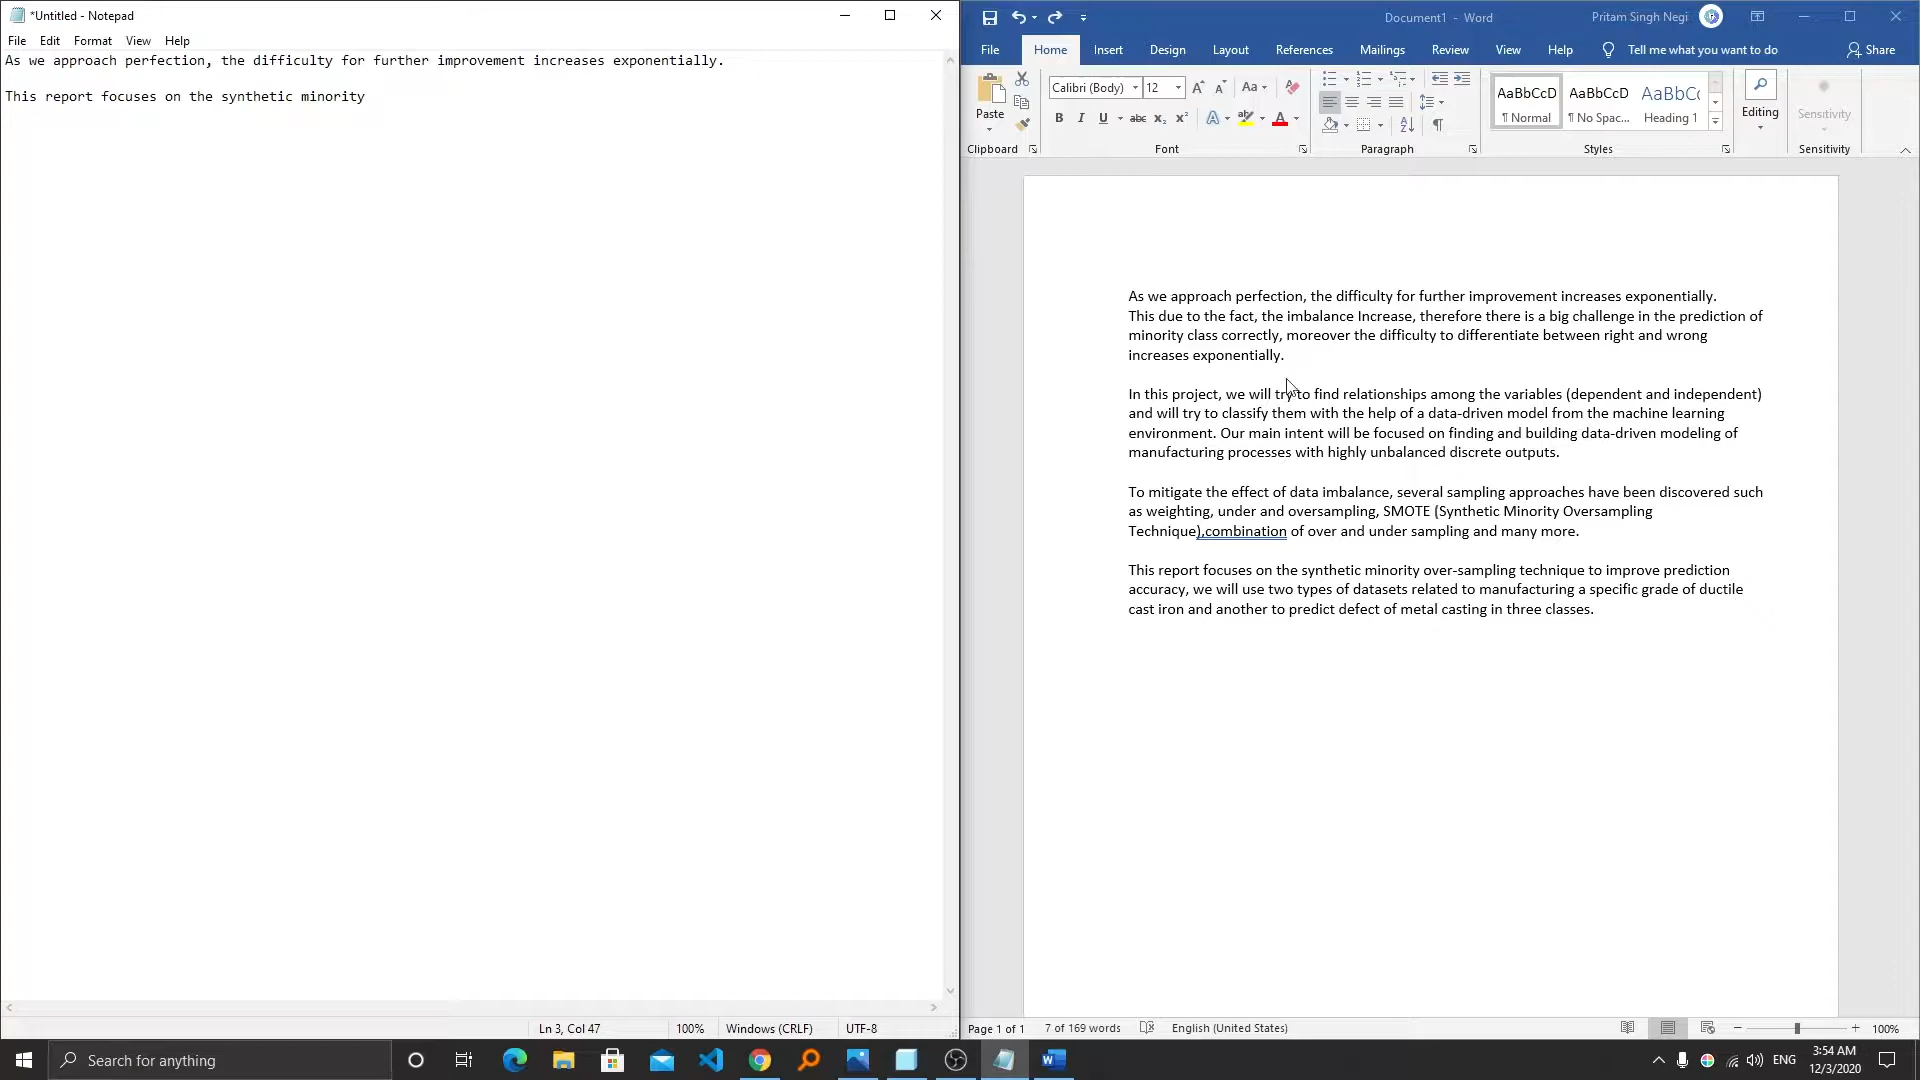 *Untitled - Notepad
File Edit Format View Help
As we approach perfection, the difficulty for further improvement increases exponentially.
This report focuses on the synthetic minority
Ln 3, Col 47 100% Windows (CRLF) UTF-8
Document1 - Word Pritam Singh Negi
File Home Insert Design Layout References Mailings Review View Help Tell me what you want to do Share
Paste
Clipboard
Calibri (Body) 12
Aa
B I U abc x₂ x² A ab A
Font
Paragraph
AaBbCcD AaBbCcD AaBbCc
¶ Normal ¶ No Spac... Heading 1
Styles
Editing
Sensitivity
Sensitivity
As we approach perfection, the difficulty for further improvement increases exponentially.
This due to the fact, the imbalance Increase, therefore there is a big challenge in the prediction of
minority class correctly, moreover the difficulty to differentiate between right and wrong
increases exponentially.
In this project, we will try to find relationships among the variables (dependent and independent)
and will try to classify them with the help of a data-driven model from the machine learning
environment. Our main intent will be focused on finding and building data-driven modeling of
manufacturing processes with highly unbalanced discrete outputs.
To mitigate the effect of data imbalance, several sampling approaches have been discovered such
as weighting, under and oversampling, SMOTE (Synthetic Minority Oversampling
Technique),combination of over and under sampling and many more.
This report focuses on the synthetic minority over-sampling technique to improve prediction
accuracy, we will use two types of datasets related to manufacturing a specific grade of ductile
cast iron and another to predict defect of metal casting in three classes.
Page 1 of 1 7 of 169 words English (United States) 100%
Search for anything
ENG
3:54 AM
12/3/2020